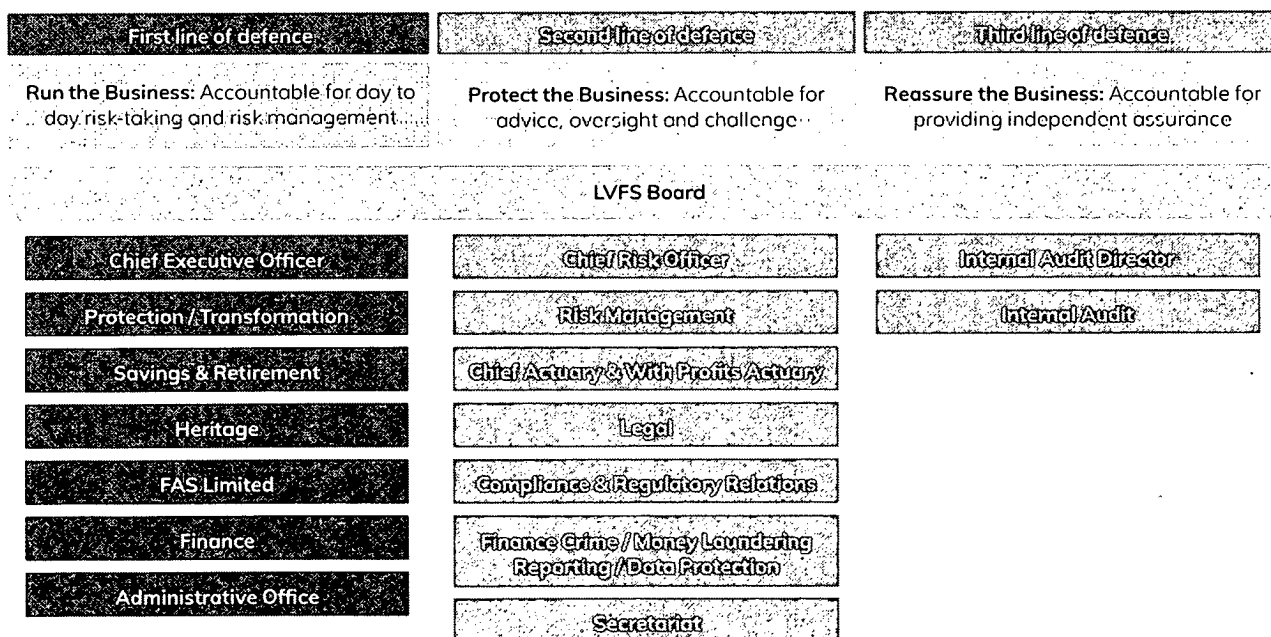 First line of defence
Second line of defence
Third line of defence
Run the Business: Accountable for day to
day risk-taking and risk management
Protect the Business: Accountable for
advice, oversight and challenge
Reassure the Business: Accountable for
providing independent assurance
LVFS Board
Chief Executive Officer
Protection / Transformation
Savings & Retirement
Heritage
FAS Limited
Finance
Administrative Office
Chief Risk Officer
Risk Management
Chief Actuary & With Profits Actuary
Legal
Compliance & Regulatory Relations
Finance Crime / Money Laundering
Reporting / Data Protection
Secretariat
Internal Audit Director
Internal Audit